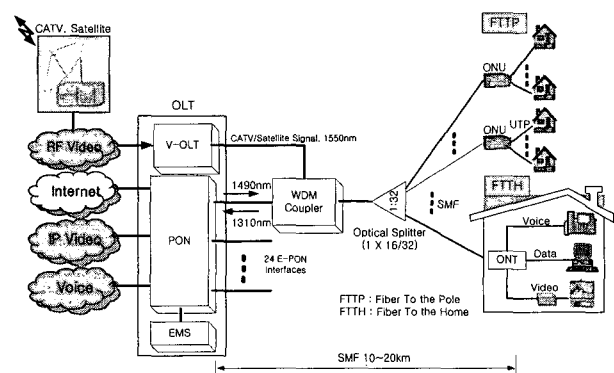 CATV. Satellite
OLT
RF Video
V-OLT
CATV/Satellite Signal, 1550nm
Internet
1490nm
WDM
Coupler
1310nm
IP Video
PON
24 E-PON
Interfaces
Voice
EMS
1:32
Optical Splitter
(1 X 16/32)
SMF
FTTP
ONU
ONU
UTP
FTTH
Voice
ONT
Data
Video
FTTP : Fiber To the Pole
FTTH : Fiber To the Home
SMF 10~20km